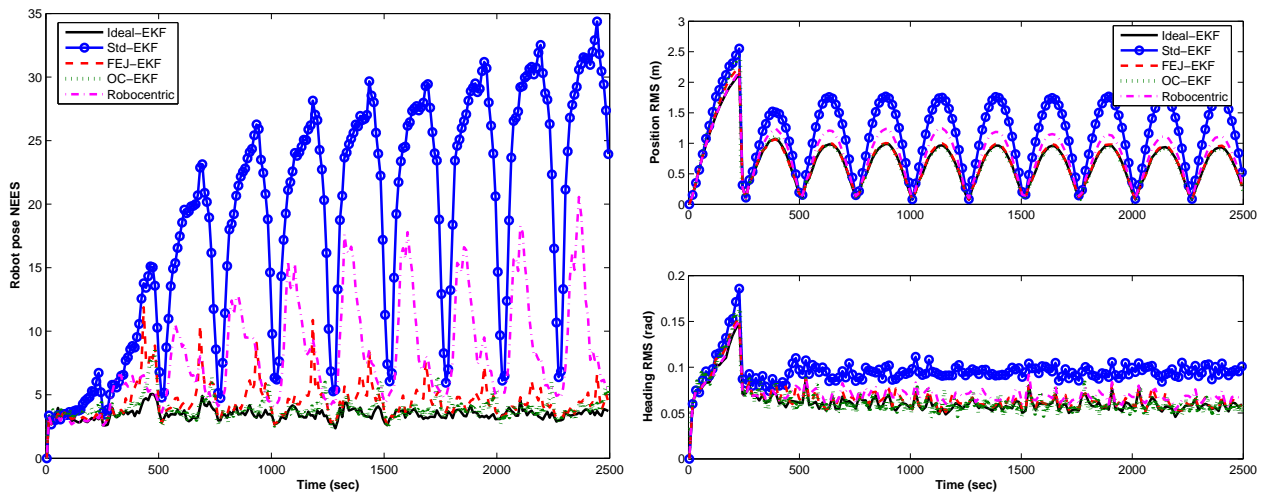 35
30
25
20
15
10
5
0
Robot pose NEES
Ideal−EKF
Std−EKF
FEJ−EKF
OC−EKF
Robocentric
0 500 1000 1500 2000 2500
Time (sec)
3
2.5
2
1.5
1
0.5
0
Position RMS (m)
Ideal−EKF
Std−EKF
FEJ−EKF
OC−EKF
Robocentric
0 500 1000 1500 2000 2500
0.2
0.15
0.1
0.05
0
Heading RMS (rad)
0 500 1000 1500 2000 2500
Time (sec)